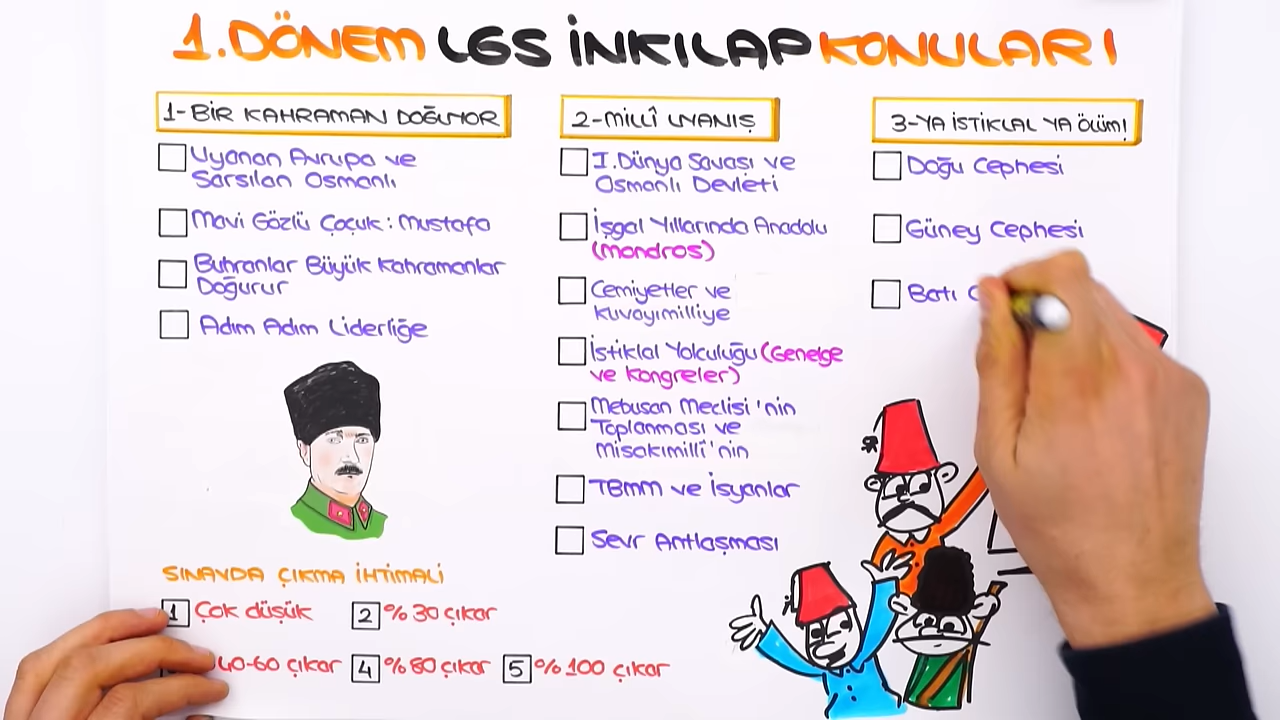 1.DÖNEM LGS İNKILAP KONULARI
1-BİR KAHRAMAN DOĞUYOR
Uyanan Avrupa ve
Sarsılan Osmanlı
Mavi Gözlü Çocuk: Mustafa
Buhranlar Büyük Kahramanlar
Doğurur
Adım Adım Liderliğe
2-MİLLÎ UYANIŞ
I.Dünya Savaşı ve
Osmanlı Devleti
İşgal Yıllarında Anadolu
(Mondros)
Cemiyetler ve
Kuvayımilliye
İstiklal Yolculuğu (Genelge
ve Kongreler)
Mebusan Meclisi'nin
Toplanması ve
Misakımillî'nin
TBMM ve İsyanlar
Sevr Antlaşması
3-YA İSTİKLAL YA ÖLÜM!
Doğu Cephesi
Güney Cephesi
Batı C
SINAVDA ÇIKMA İHTİMALİ
1 Çok düşük 2 %30 çıkar
40-60 çıkar 4 %80 çıkar 5 %100 çıkar